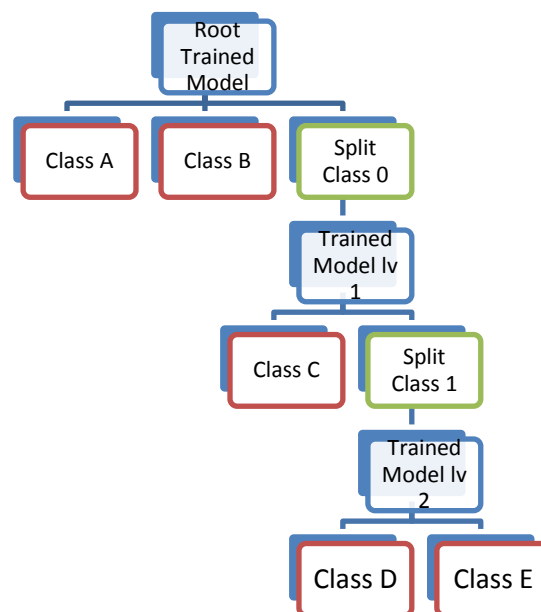 Root
Trained
Model
Class A
Class B
Split
Class 0
Trained
Model lv
1
Class C
Split
Class 1
Trained
Model lv
2
Class D
Class E